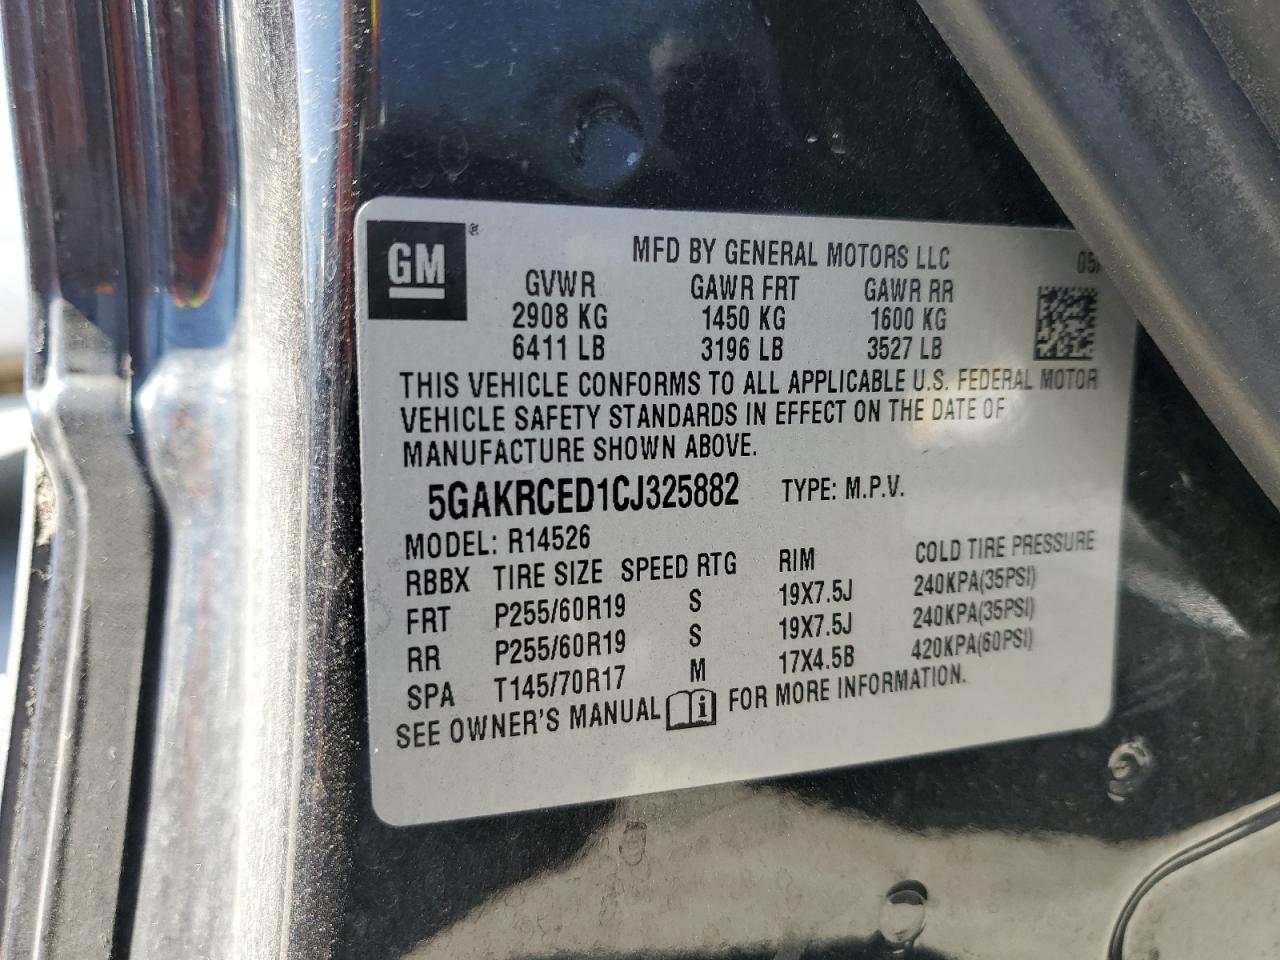 GM ®
MFD BY GENERAL MOTORS LLC
GVWR GAWR FRT GAWR RR
2908 KG 1450 KG 1600 KG
6411 LB 3196 LB 3527 LB
THIS VEHICLE CONFORMS TO ALL APPLICABLE U.S. FEDERAL MOTOR
VEHICLE SAFETY STANDARDS IN EFFECT ON THE DATE OF
MANUFACTURE SHOWN ABOVE.
5GAKRCED1CJ325882 TYPE: M.P.V.
MODEL: R14526
RBBX TIRE SIZE SPEED RTG RIM COLD TIRE PRESSURE
FRT P255/60R19 S 19X7.5J 240KPA(35PSI)
RR P255/60R19 S 19X7.5J 240KPA(35PSI)
SPA T145/70R17 M 17X4.5B 420KPA(60PSI)
SEE OWNER'S MANUAL i FOR MORE INFORMATION.